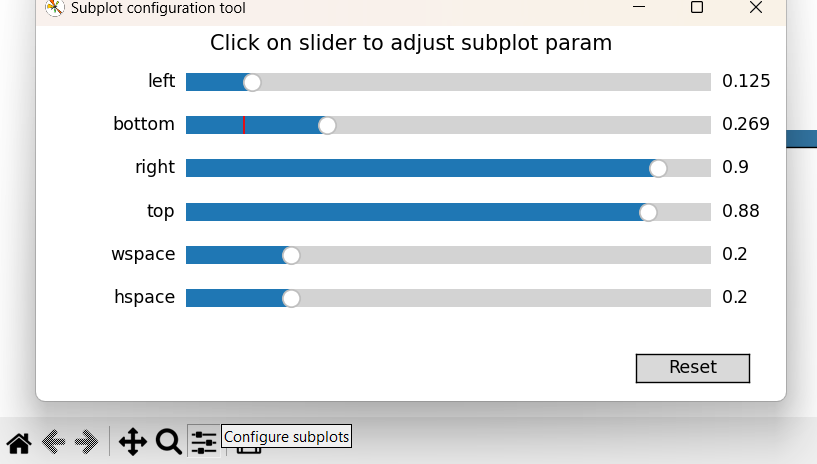 Subplot configuration tool
Click on slider to adjust subplot param
left 0.125
bottom 0.269
right 0.9
top 0.88
wspace 0.2
hspace 0.2
Reset
Configure subplots